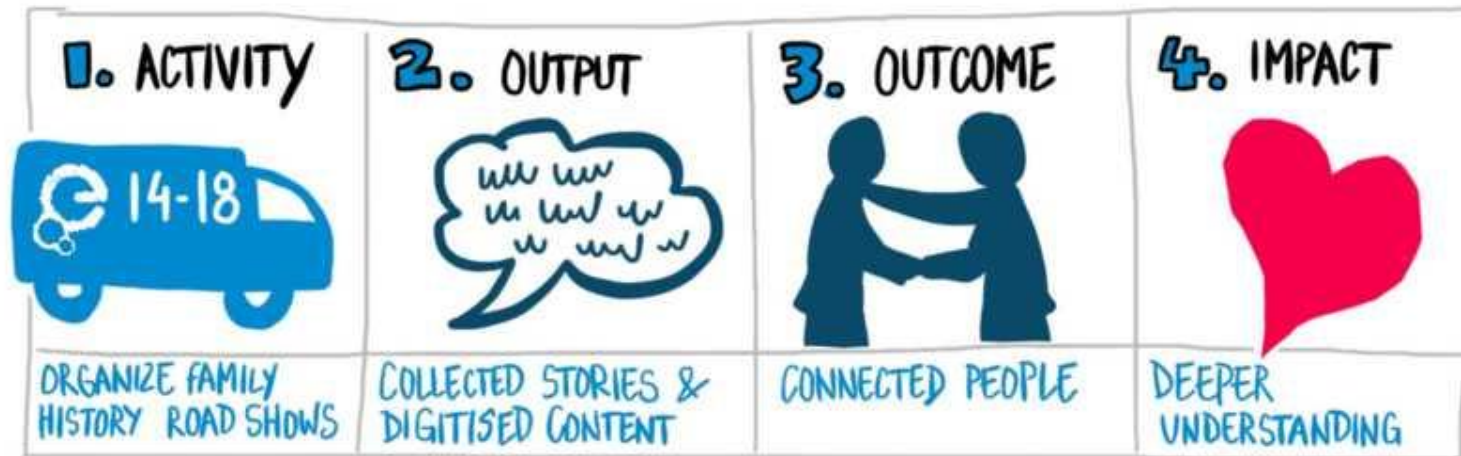 1. ACTIVITY
2. OUTPUT
3. OUTCOME
4. IMPACT
e 14-18
ORGANIZE FAMILY
HISTORY ROAD SHOWS
COLLECTED STORIES &
DIGITISED CONTENT
CONNECTED PEOPLE
DEEPER
UNDERSTANDING